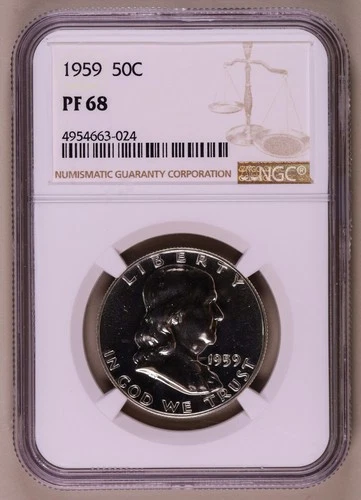 1959 50C
PF 68
4954663-024
NUMISMATIC GUARANTY CORPORATION
NGC®
LIBERTY
1959
IN GOD WE TRUST